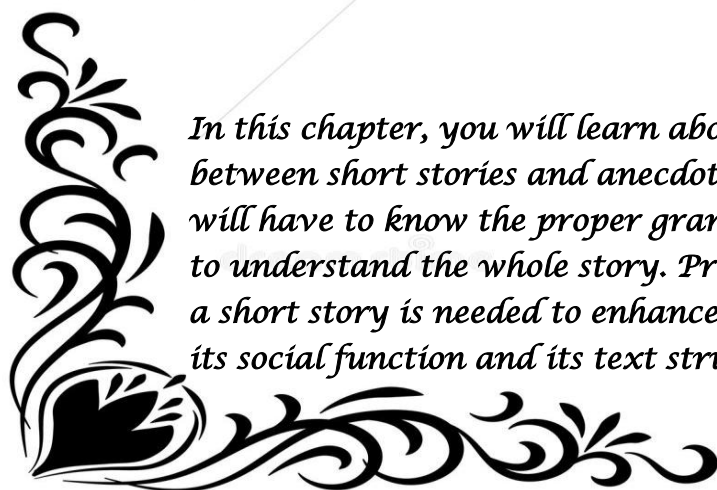 In this chapter, you will learn abo
between short stories and anecdot
will have to know the proper gran
to understand the whole story. Pr
a short story is needed to enhance
its social function and its text stru